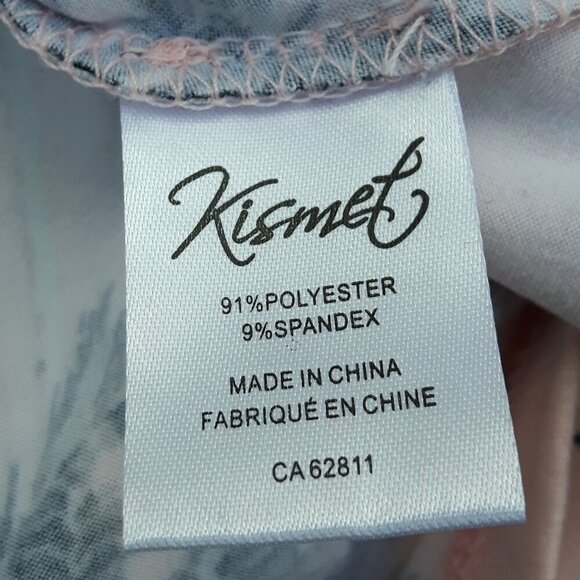 Kismet
91%POLYESTER
9%SPANDEX
MADE IN CHINA
FABRIQUÉ EN CHINE
CA 62811